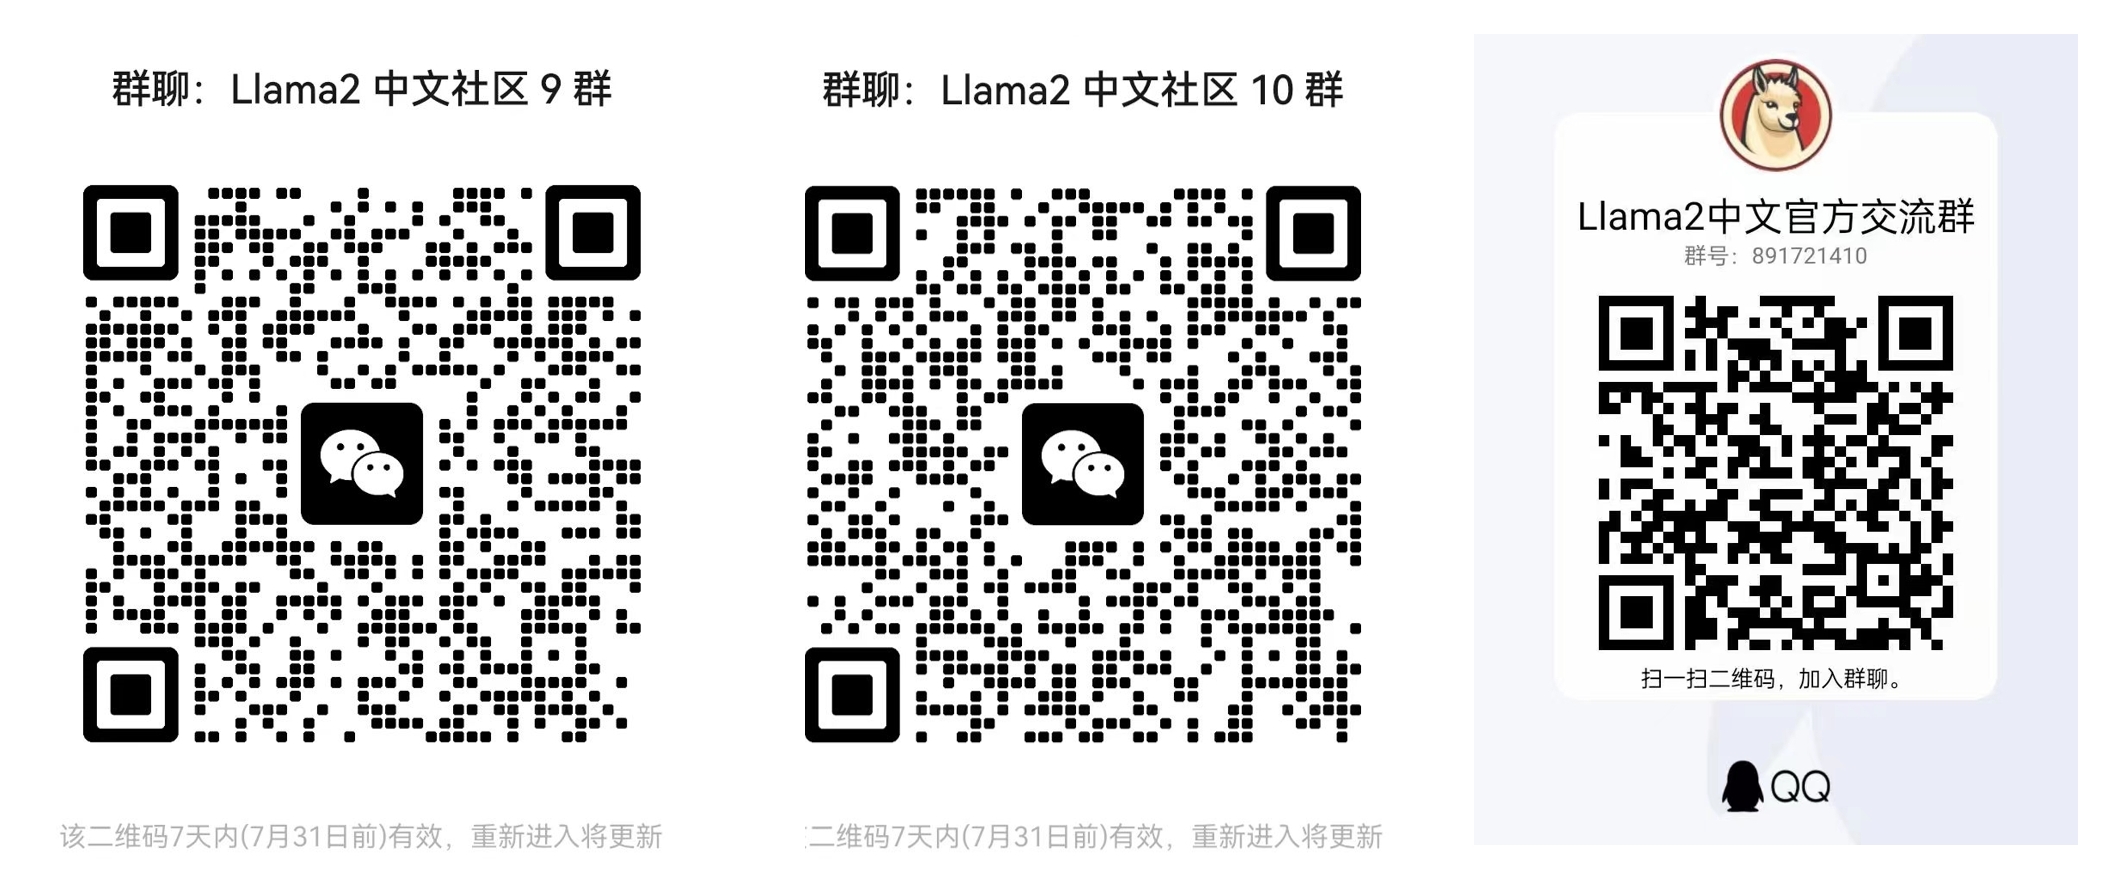 群聊：Llama2 中文社区 9 群
该二维码7天内(7月31日前)有效，重新进入将更新
群聊：Llama2 中文社区 10 群
二维码7天内(7月31日前)有效，重新进入将更新
Llama2中文官方交流群
群号：891721410
扫一扫二维码，加入群聊。
QQ